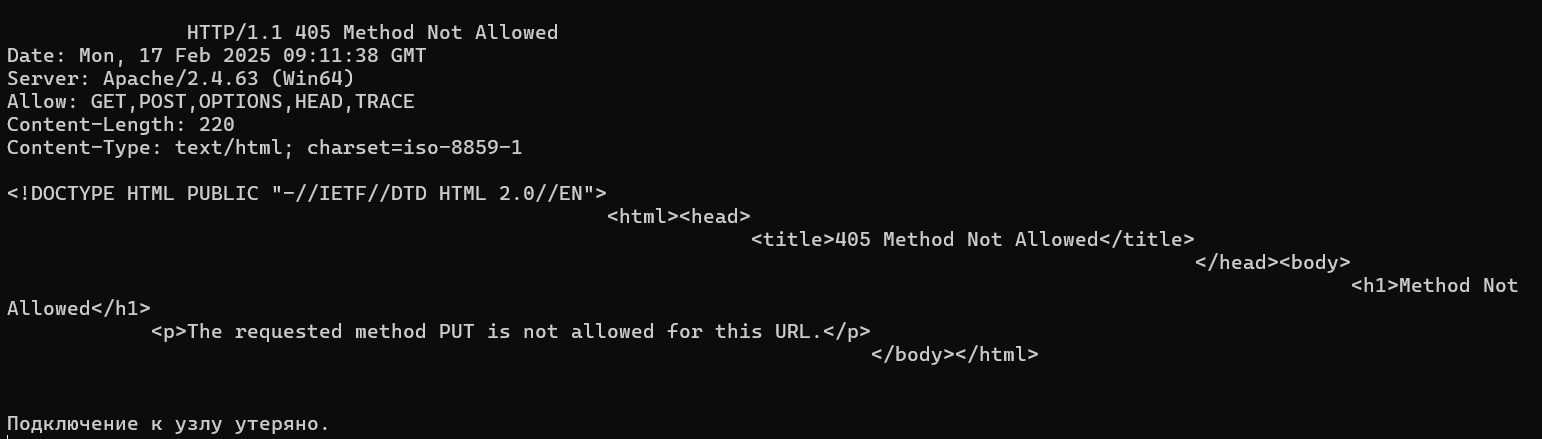 HTTP/1.1 405 Method Not Allowed
Date: Mon, 17 Feb 2025 09:11:38 GMT
Server: Apache/2.4.63 (Win64)
Allow: GET,POST,OPTIONS,HEAD,TRACE
Content-Length: 220
Content-Type: text/html; charset=iso-8859-1
<!DOCTYPE HTML PUBLIC "-//IETF//DTD HTML 2.0//EN">
<html><head>
<title>405 Method Not Allowed</title>
</head><body>
<h1>Method Not
Allowed</h1>
<p>The requested method PUT is not allowed for this URL.</p>
</body></html>
Подключение к узлу утеряно.